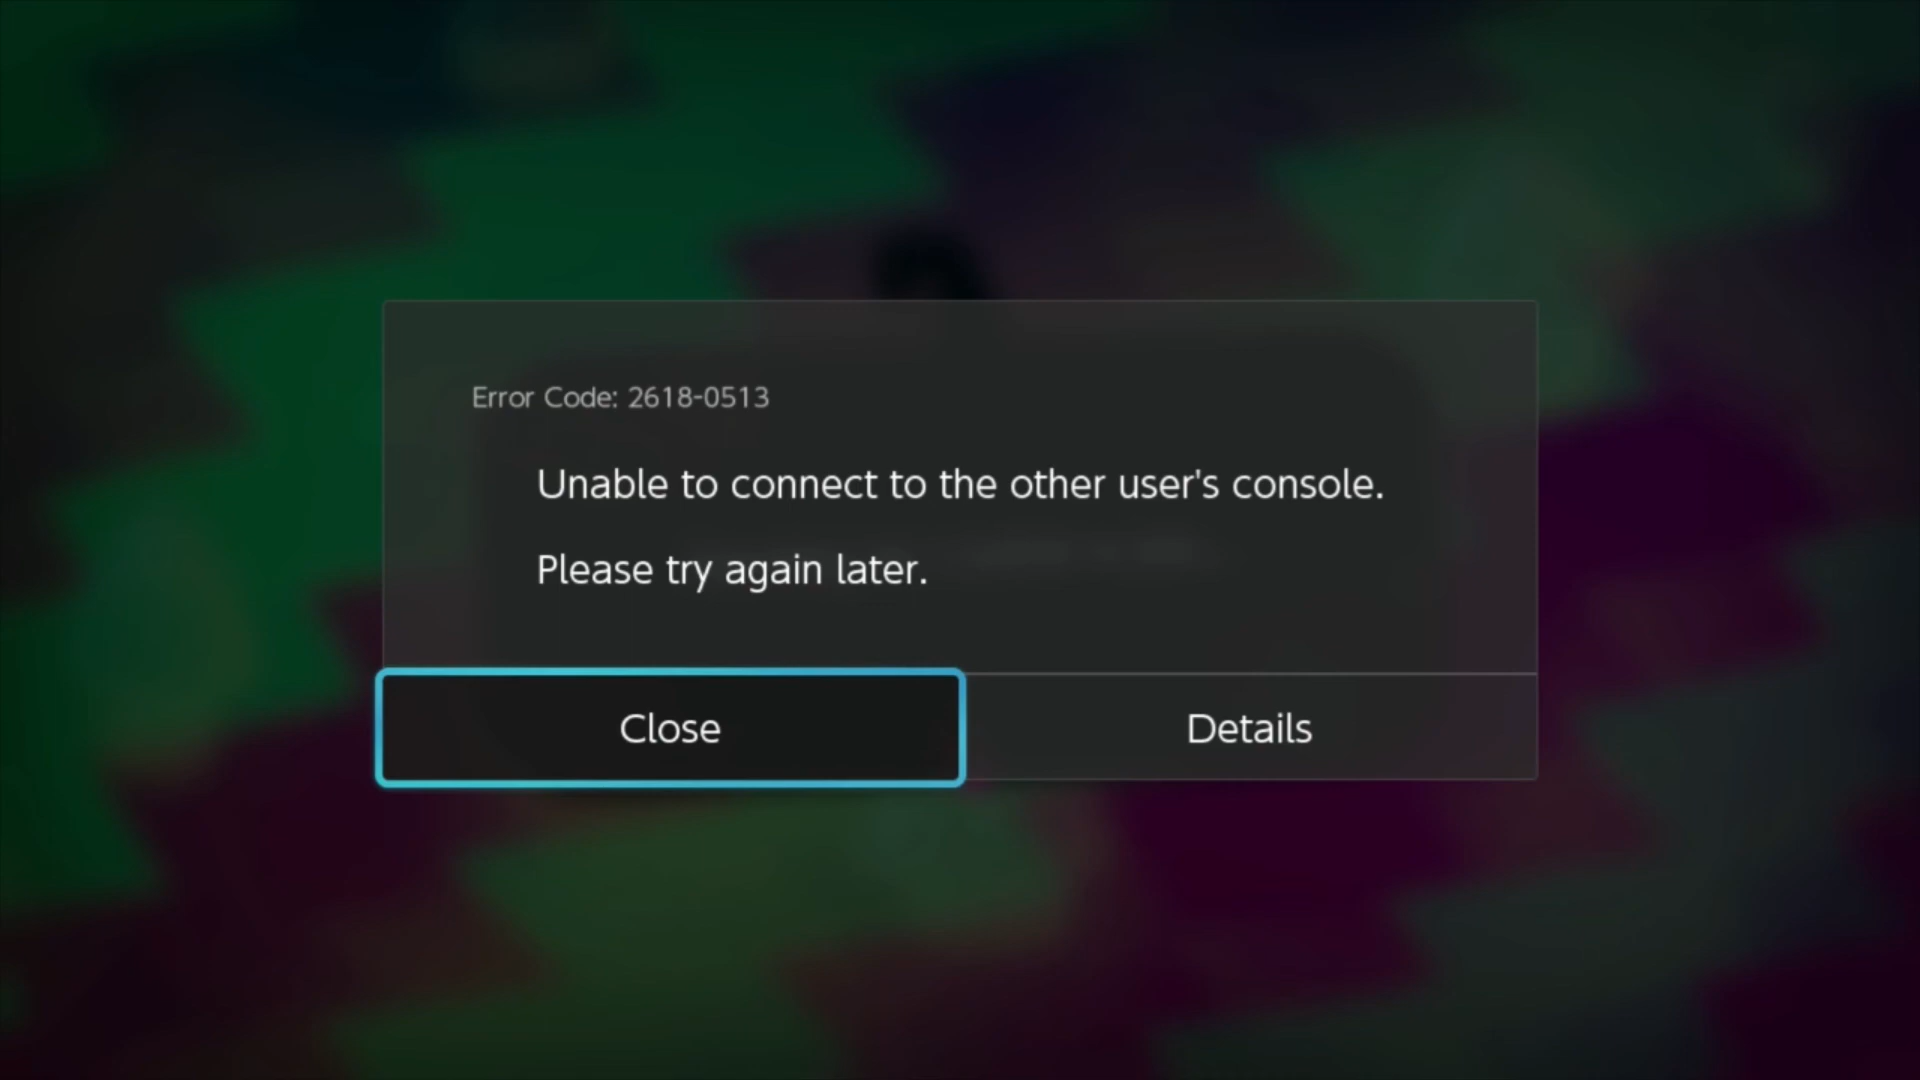 Error Code: 2618-0513
Unable to connect to the other user's console.
Please try again later.
Close
Details